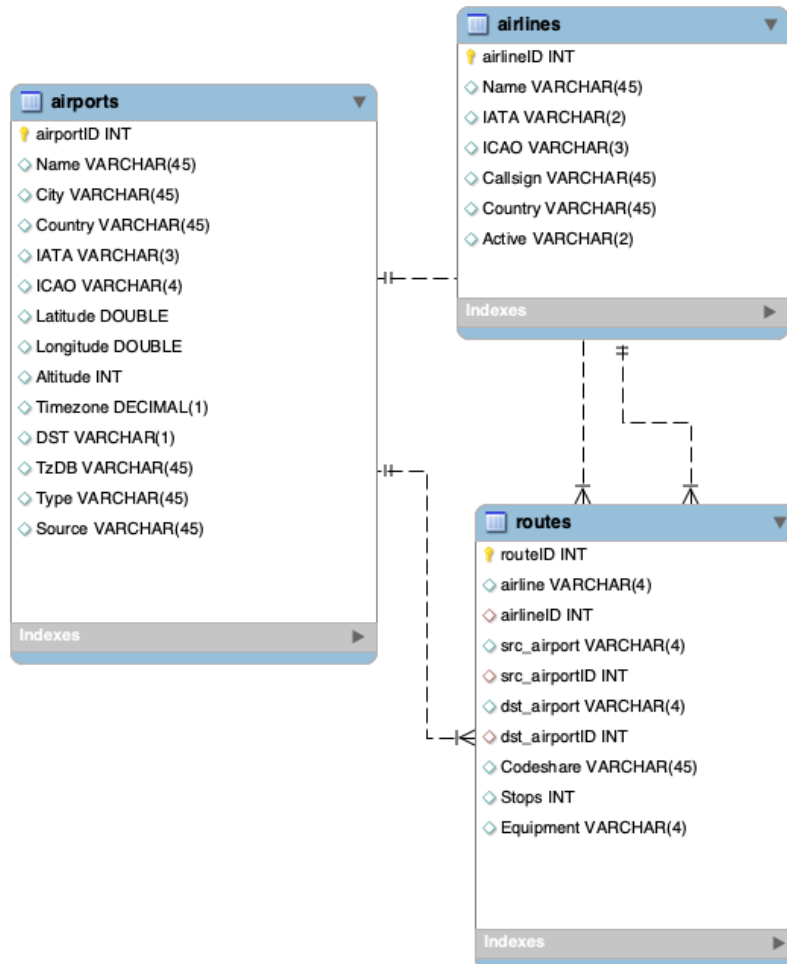 airlines
airlineID INT
Name VARCHAR(45)
IATA VARCHAR(2)
ICAO VARCHAR(3)
Callsign VARCHAR(45)
Country VARCHAR(45)
Active VARCHAR(2)
Indexes
airports
airportID INT
Name VARCHAR(45)
City VARCHAR(45)
Country VARCHAR(45)
IATA VARCHAR(3)
ICAO VARCHAR(4)
Latitude DOUBLE
Longitude DOUBLE
Altitude INT
Timezone DECIMAL(1)
DST VARCHAR(1)
TzDB VARCHAR(45)
Type VARCHAR(45)
Source VARCHAR(45)
Indexes
routes
routeID INT
airline VARCHAR(4)
airlineID INT
src_airport VARCHAR(4)
src_airportID INT
dst_airport VARCHAR(4)
dst_airportID INT
Codeshare VARCHAR(45)
Stops INT
Equipment VARCHAR(4)
Indexes